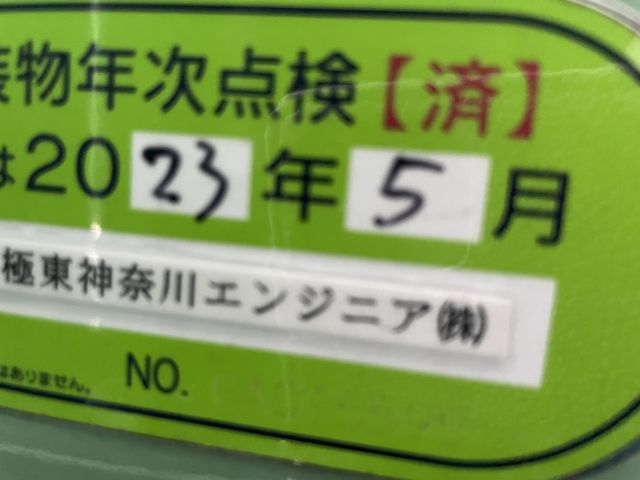 装物年次点検【済】
は2023年5月
極東神奈川エンジニア㈱
はありません。 NO.